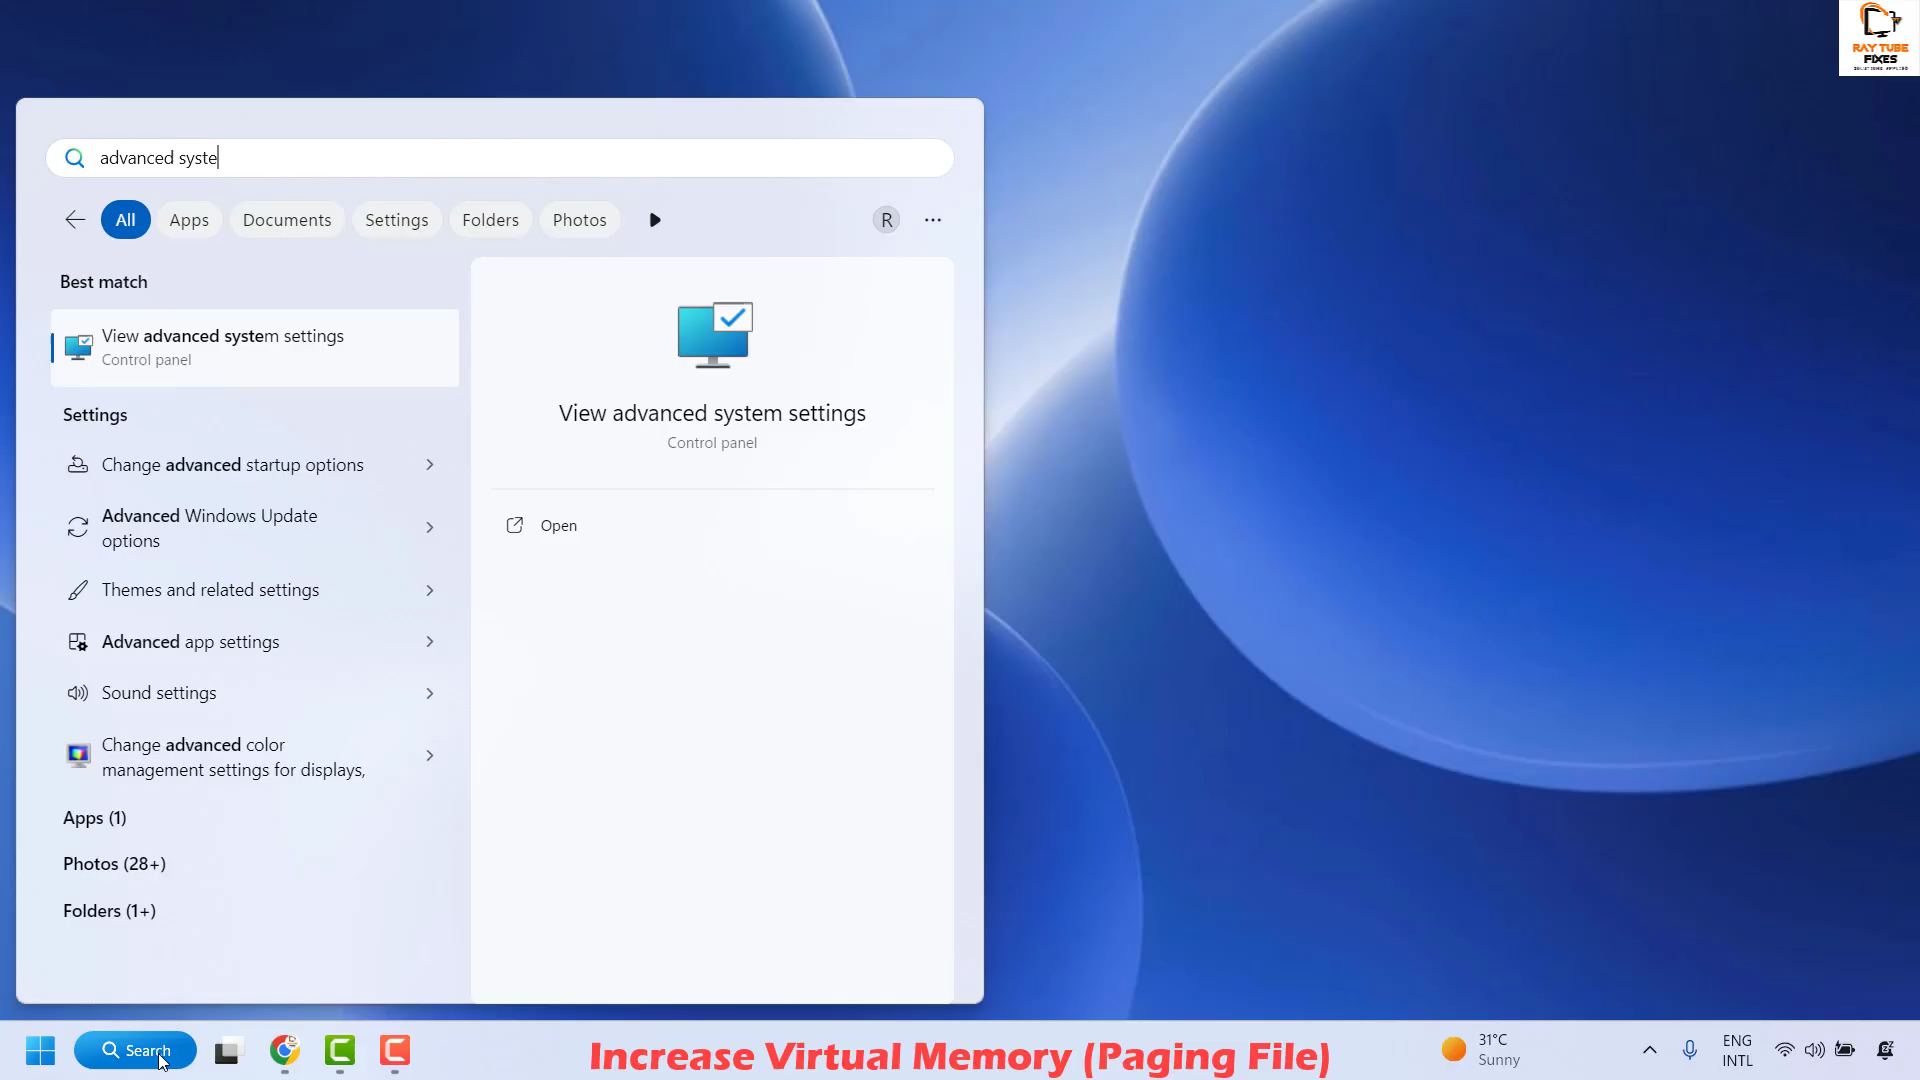 RAY TUBE
FIXES
advanced syste
All
Apps
Documents
Settings
Folders
Photos
R
Best match
View advanced system settings
Control panel
Settings
Change advanced startup options
Advanced Windows Update
options
Themes and related settings
Advanced app settings
Sound settings
Change advanced color
management settings for displays,
Apps (1)
Photos (28+)
Folders (1+)
View advanced system settings
Control panel
Open
Search
Increase Virtual Memory (Paging File)
31°C
Sunny
ENG
INTL